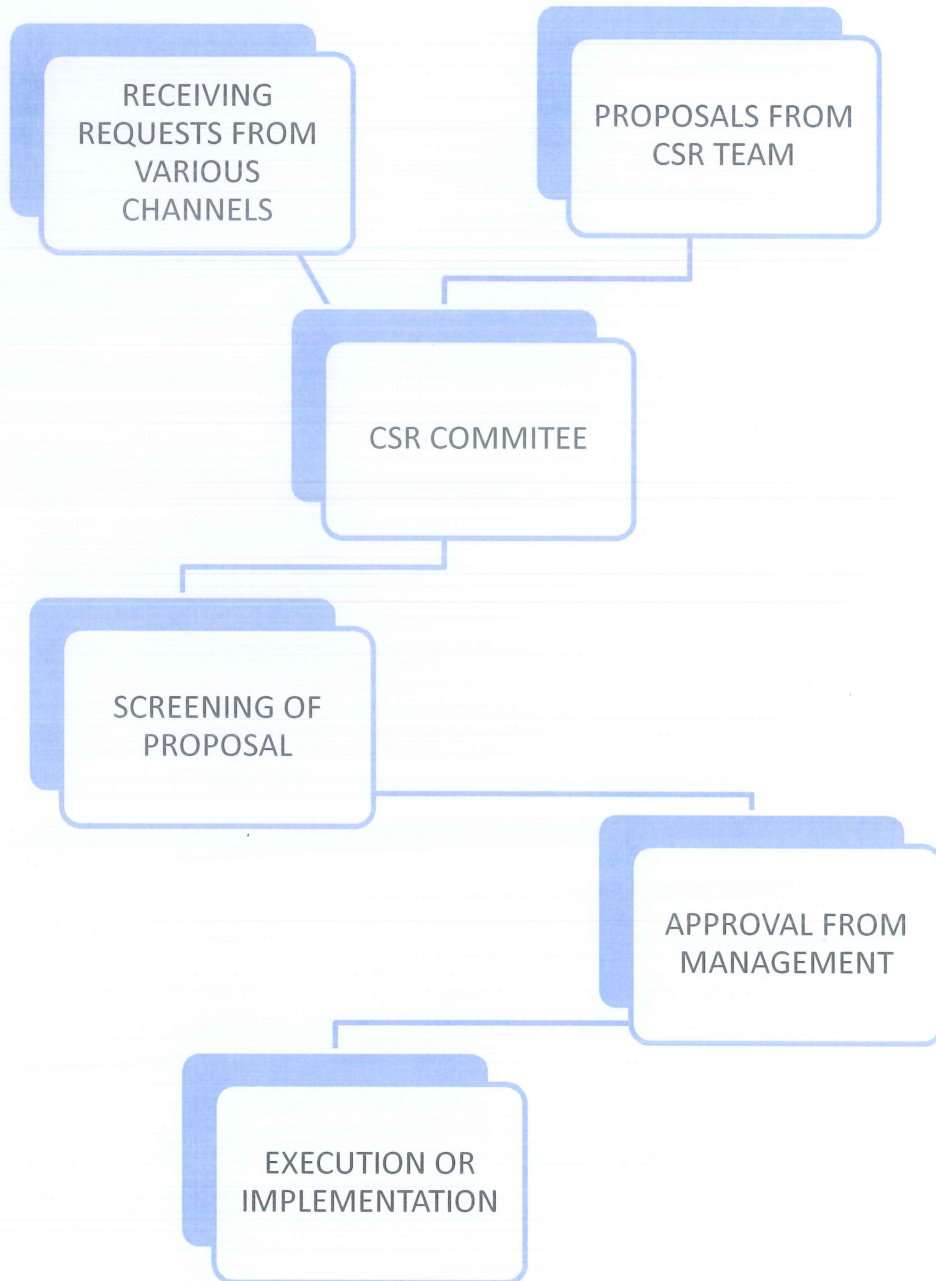 RECEIVING
REQUESTS FROM
VARIOUS
CHANNELS
PROPOSALS FROM
CSR TEAM
CSR COMMITEE
SCREENING OF
PROPOSAL
APPROVAL FROM
MANAGEMENT
EXECUTION OR
IMPLEMENTATION